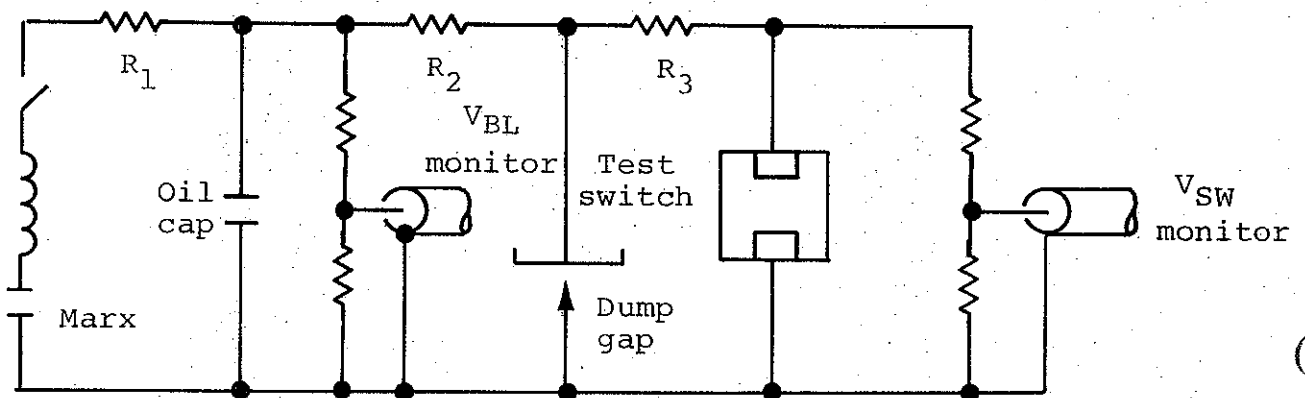 R1
R2
R3
VBL
monitor
Test
switch
Oil
cap
VSW
monitor
Marx
Dump
gap
(